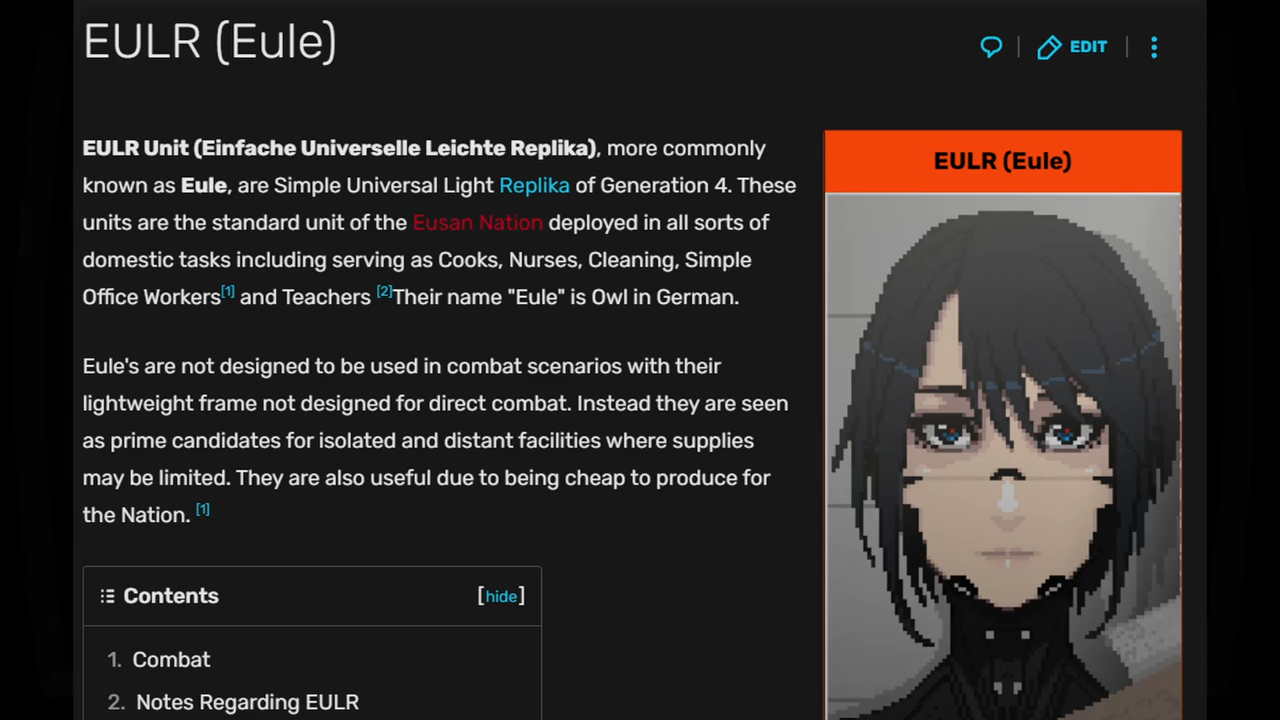 EULR (Eule)
EDIT
EULR Unit (Einfache Universelle Leichte Replika), more commonly
known as Eule, are Simple Universal Light Replika of Generation 4. These
units are the standard unit of the Eusan Nation deployed in all sorts of
domestic tasks including serving as Cooks, Nurses, Cleaning, Simple
Office Workers[1] and Teachers [2]Their name "Eule" is Owl in German.
Eule's are not designed to be used in combat scenarios with their
lightweight frame not designed for direct combat. Instead they are seen
as prime candidates for isolated and distant facilities where supplies
may be limited. They are also useful due to being cheap to produce for
the Nation. [1]
Contents [hide]
1. Combat
2. Notes Regarding EULR
EULR (Eule)